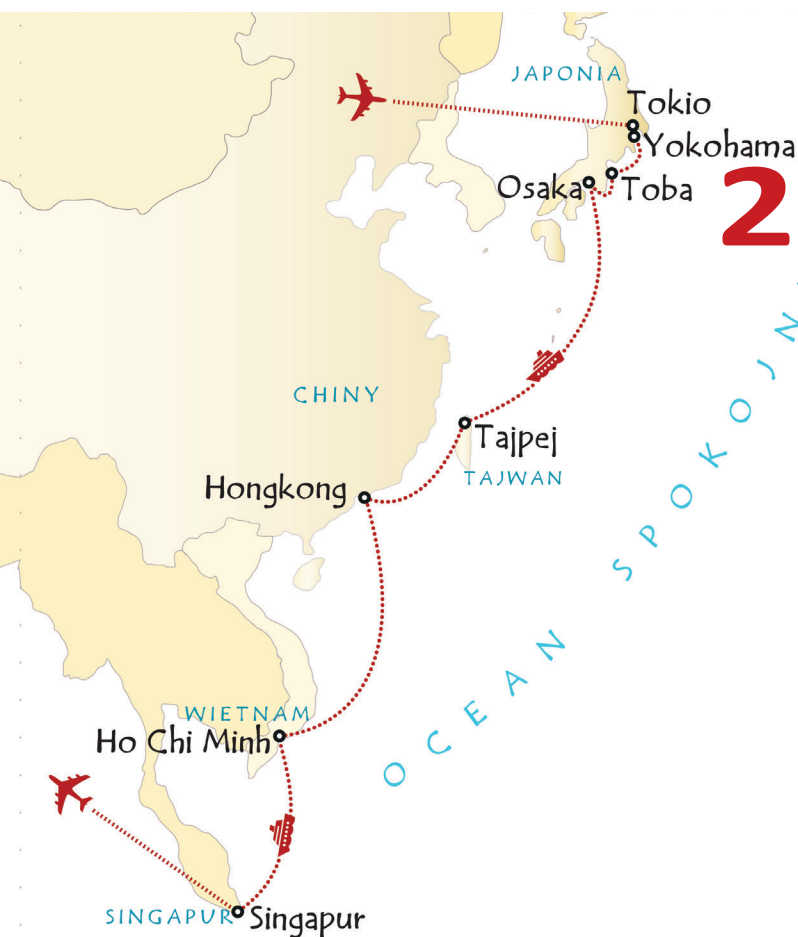 JAPONIA
Tokio
Yokohama
Osaka
Toba
2
CHINY
Tajpej
TAJWAN
Hongkong
OCEAN SPOKOJN
WIETNAM
Ho Chi Minh
SINGAPUR
Singapur